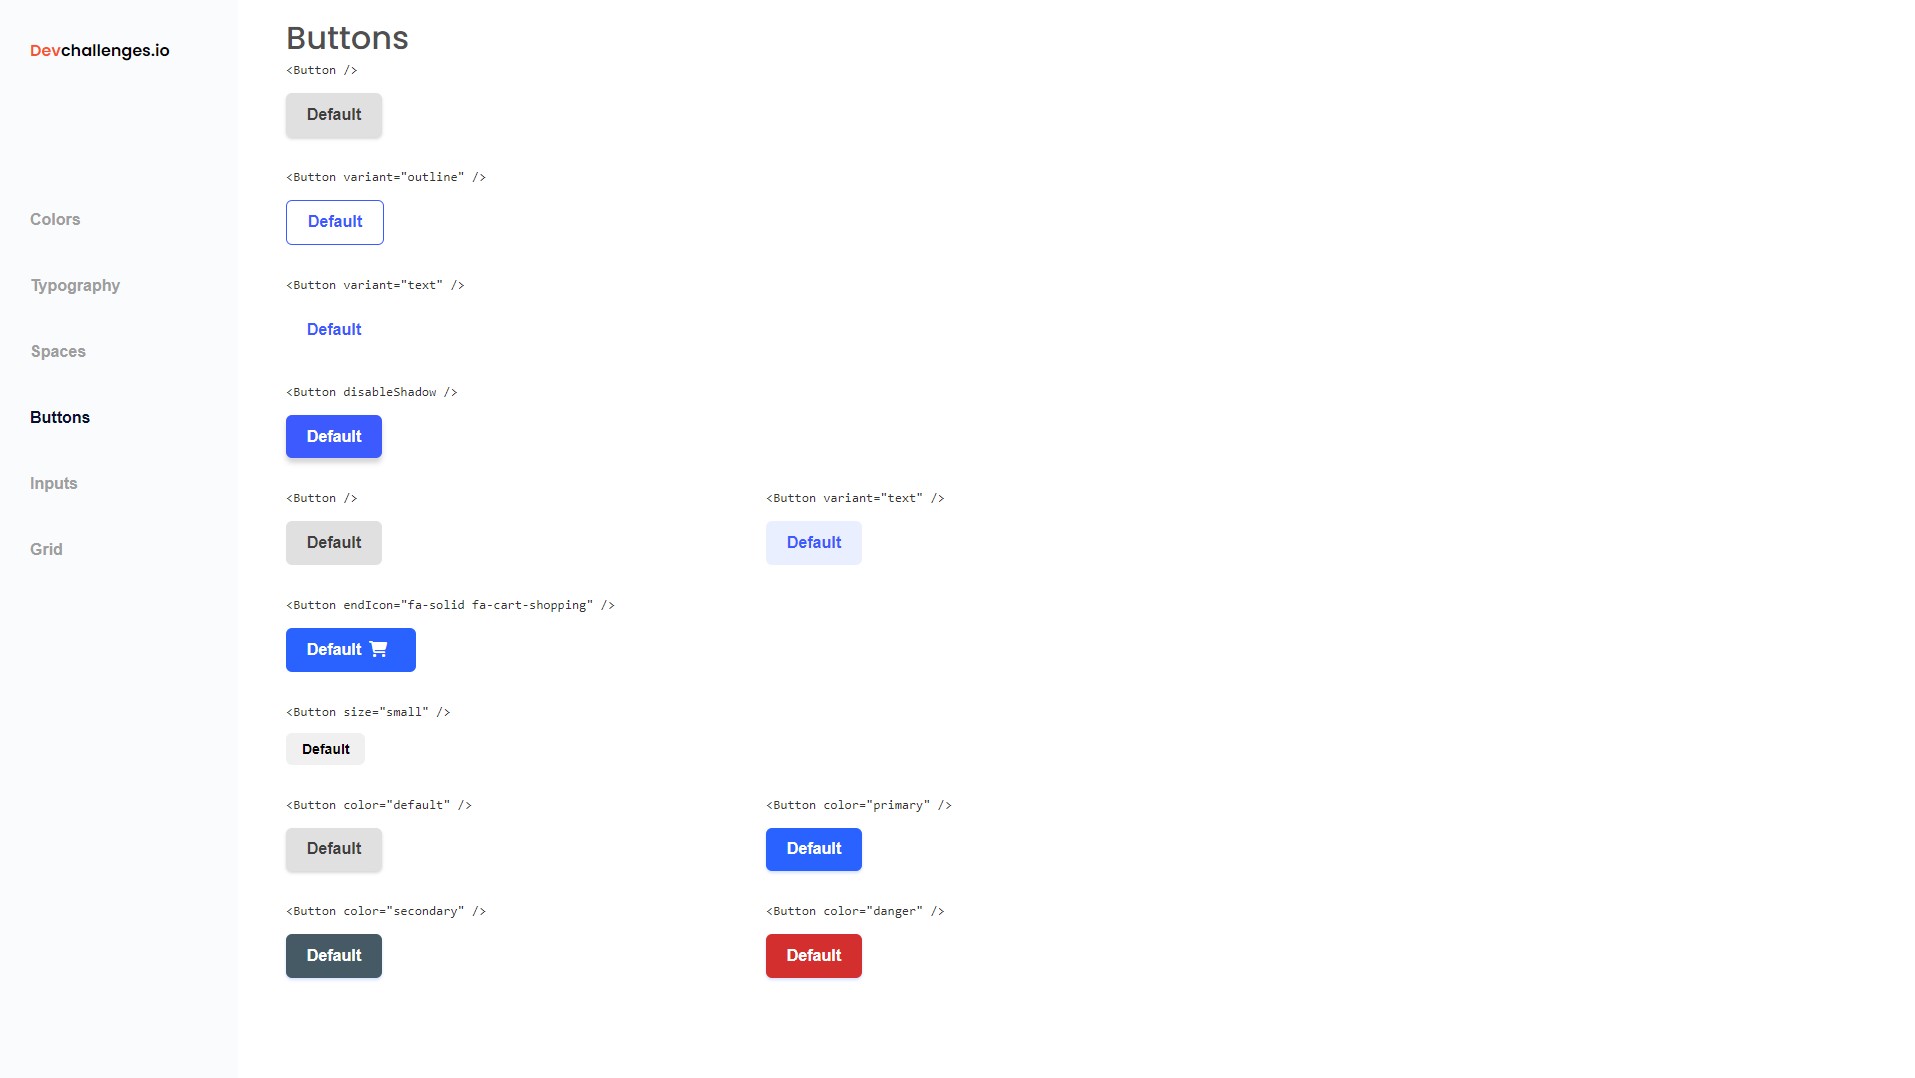 Devchallenges.io
Colors
Typography
Spaces
Buttons
Inputs
Grid
Buttons
<Button />
Default
<Button variant="outline" />
Default
<Button variant="text" />
Default
<Button disableShadow />
Default
<Button />
Default
<Button variant="text" />
Default
<Button endIcon="fa-solid fa-cart-shopping" />
Default
<Button size="small" />
Default
<Button color="default" />
Default
<Button color="primary" />
Default
<Button color="secondary" />
Default
<Button color="danger" />
Default